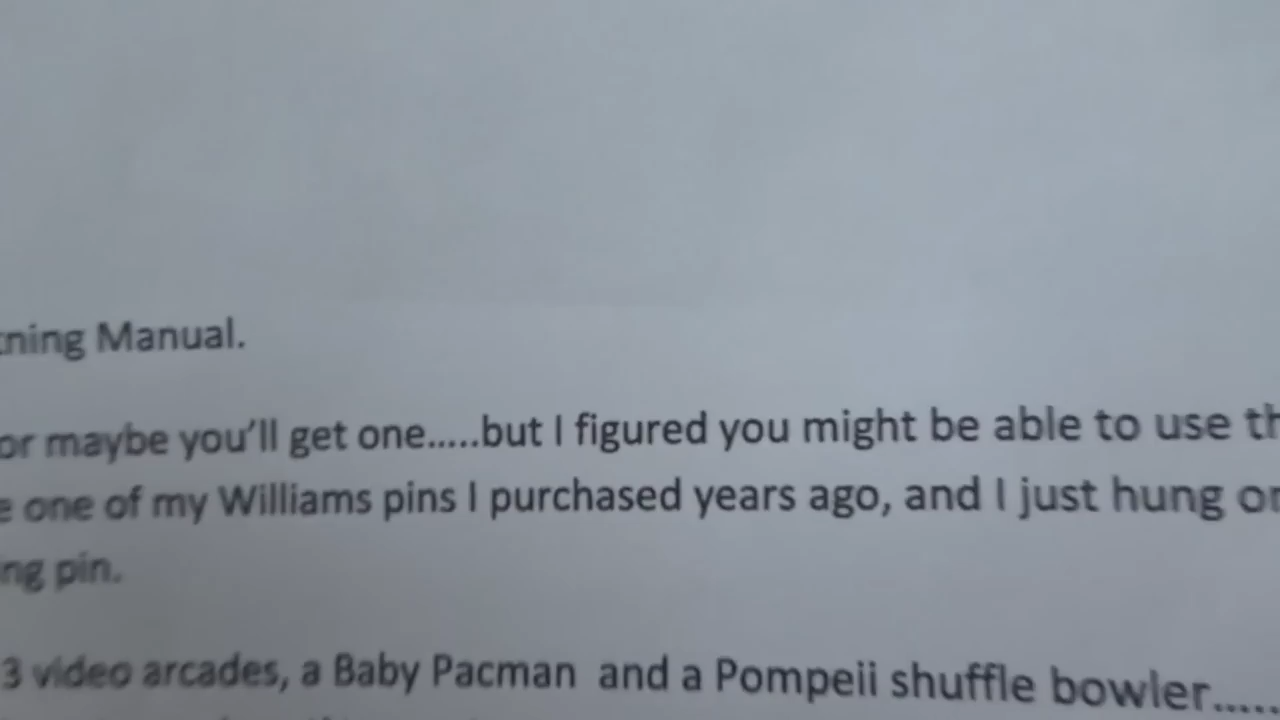 ning Manual.
or maybe you'll get one.....but I figured you might be able to use th
e one of my Williams pins I purchased years ago, and I just hung or
ng pin.
3 video arcades, a Baby Pacman and a Pompeii shuffle bowler.....